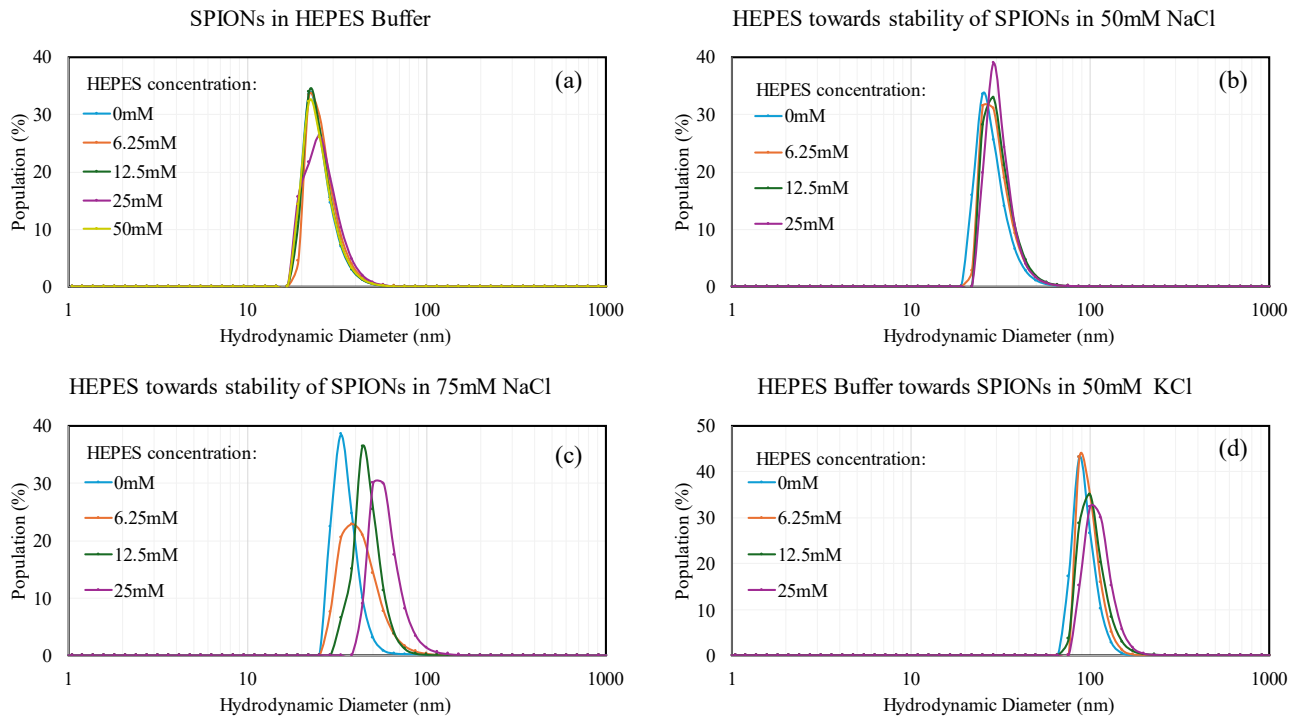 SPIONs in HEPES Buffer
(a)
HEPES concentration:
0mM
6.25mM
12.5mM
25mM
50mM
Population (%)
40
30
20
10
0
1
10
100
1000
Hydrodynamic Diameter (nm)
HEPES towards stability of SPIONs in 50mM NaCl
(b)
HEPES concentration:
0mM
6.25mM
12.5mM
25mM
Population (%)
40
30
20
10
0
1
10
100
1000
Hydrodynamic Diameter (nm)
HEPES towards stability of SPIONs in 75mM NaCl
(c)
HEPES concentration:
0mM
6.25mM
12.5mM
25mM
Population (%)
40
30
20
10
0
1
10
100
1000
Hydrodynamic Diameter (nm)
HEPES Buffer towards SPIONs in 50mM KCl
(d)
HEPES concentration:
0mM
6.25mM
12.5mM
25mM
Population (%)
50
40
30
20
10
0
1
10
100
1000
Hydrodynamic Diameter (nm)